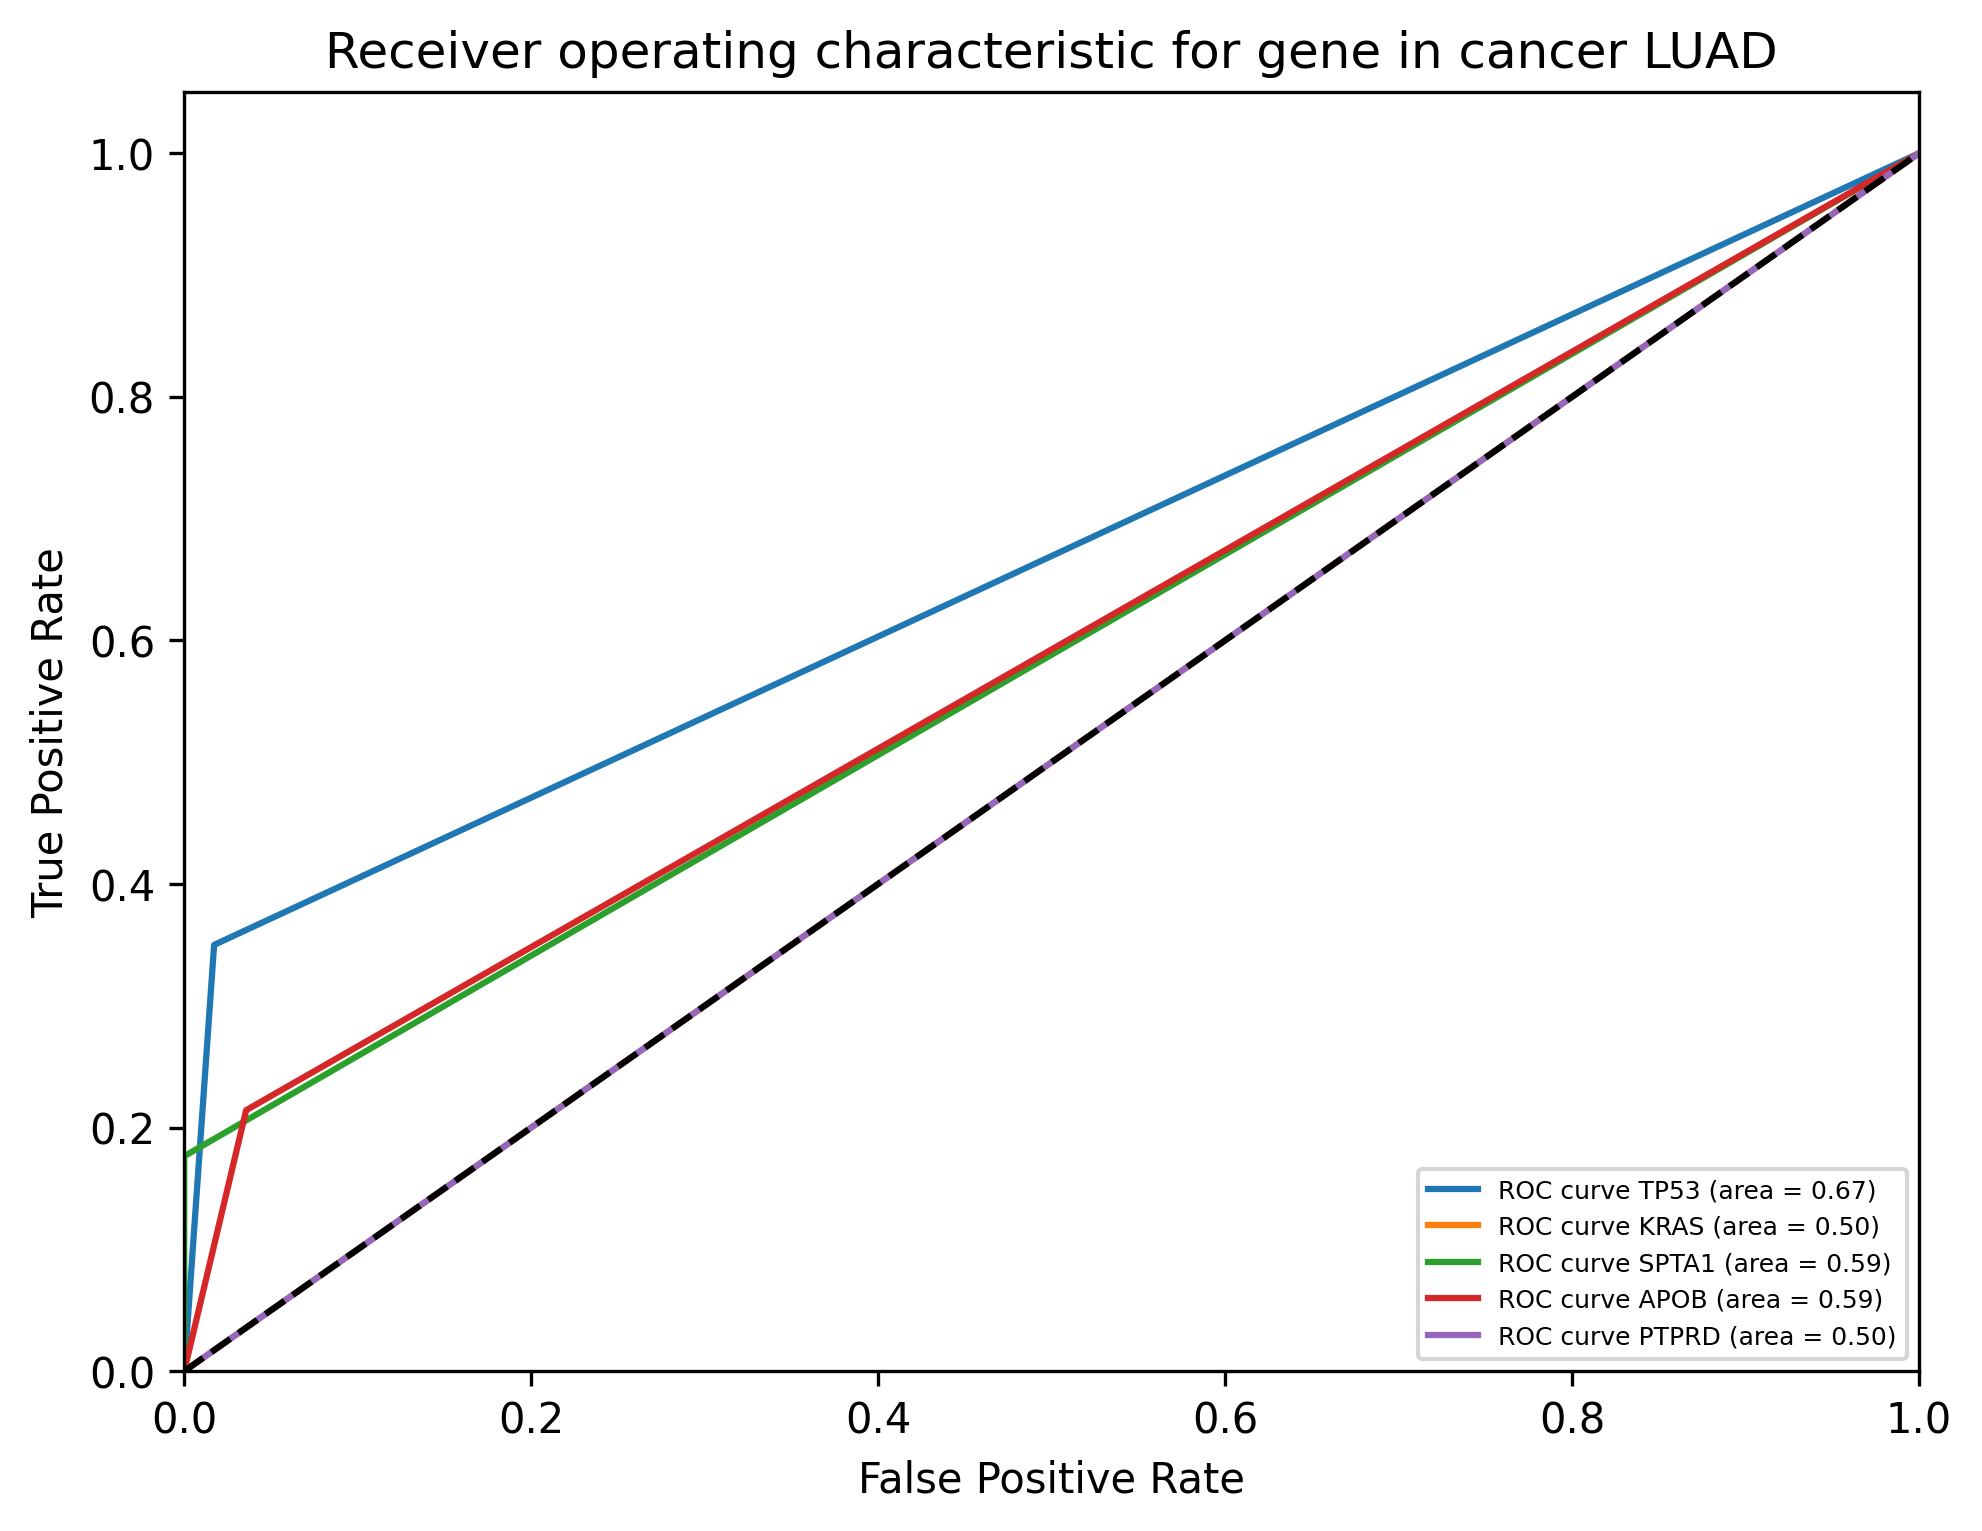 Receiver operating characteristic for gene in cancer LUAD
1.0
0.8
0.6
0.4
0.2
0.0
True Positive Rate
ROC curve TP53 (area = 0.67)
ROC curve KRAS (area = 0.50)
ROC curve SPTA1 (area = 0.59)
ROC curve APOB (area = 0.59)
ROC curve PTPRD (area = 0.50)
0.0 0.2 0.4 0.6 0.8 1.0
False Positive Rate